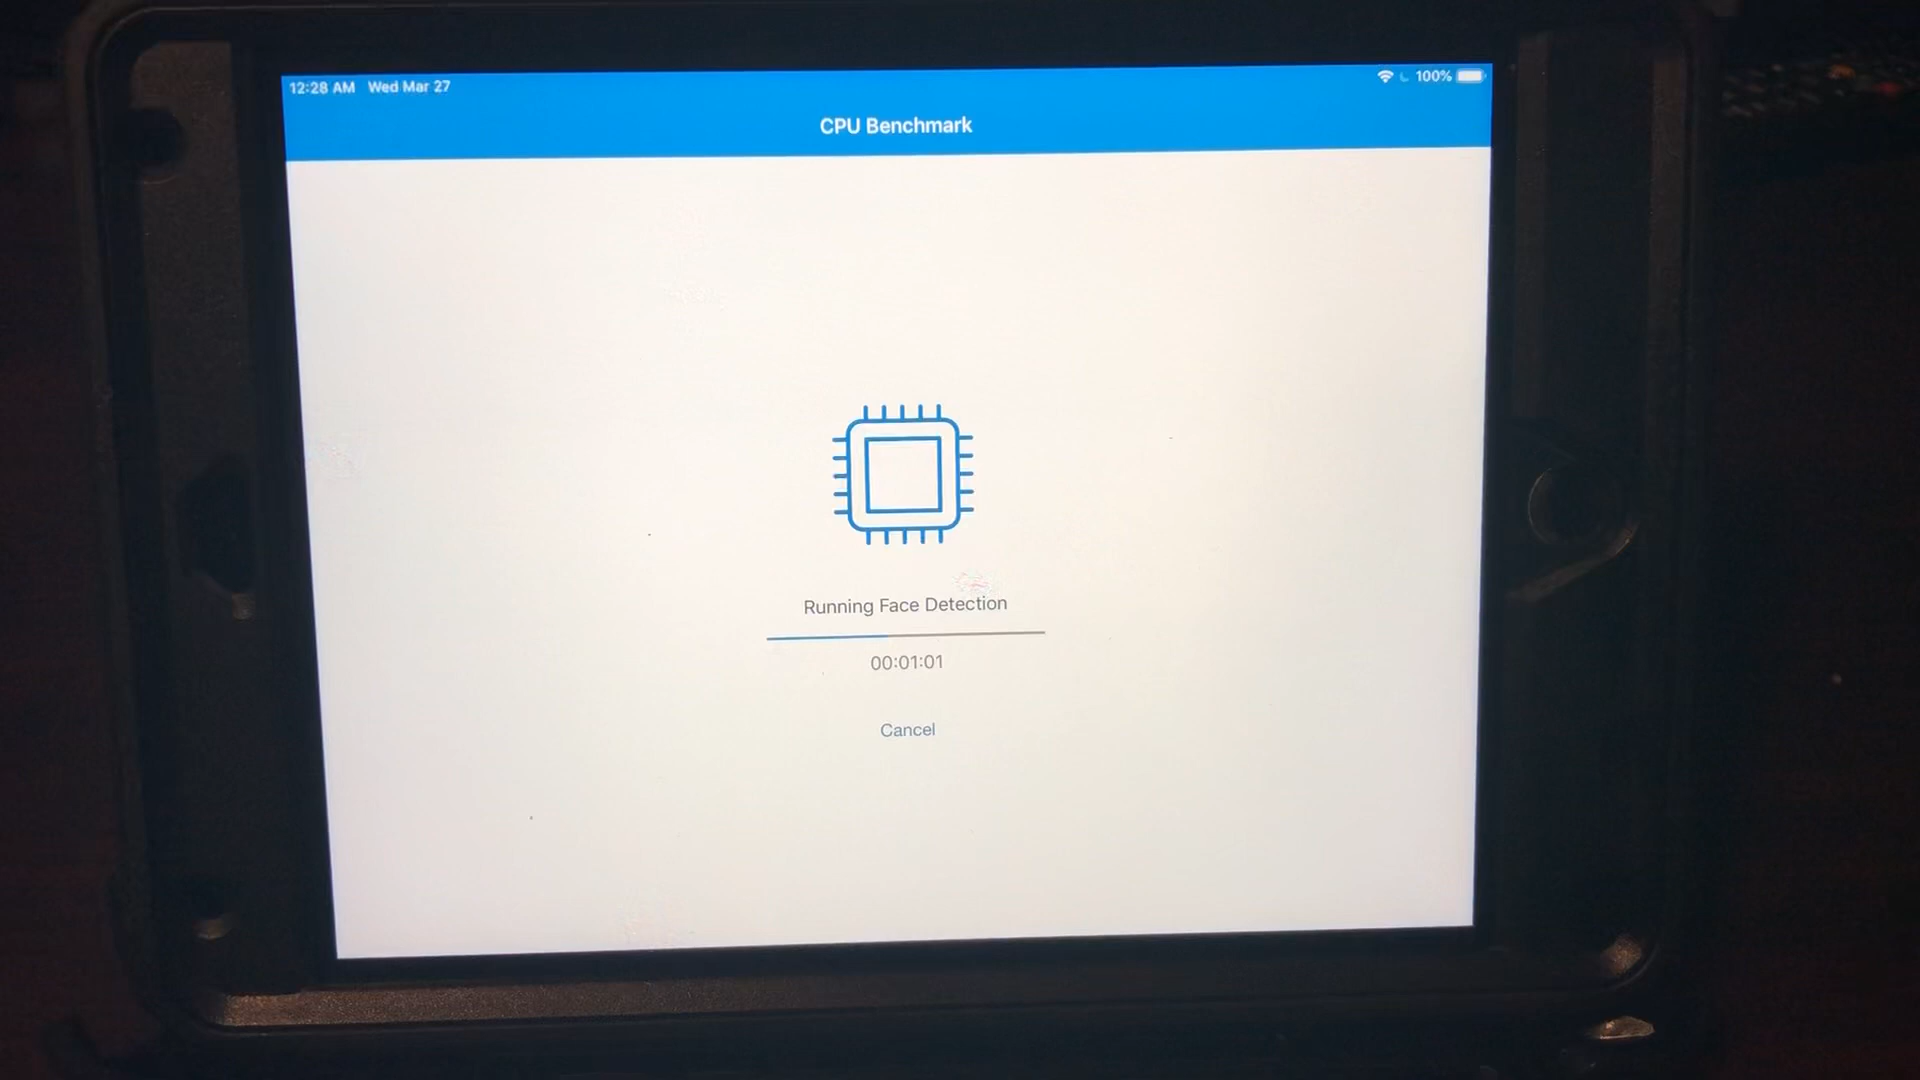 12:28 AM Wed Mar 27
100%
CPU Benchmark
Running Face Detection
00:01:01
Cancel